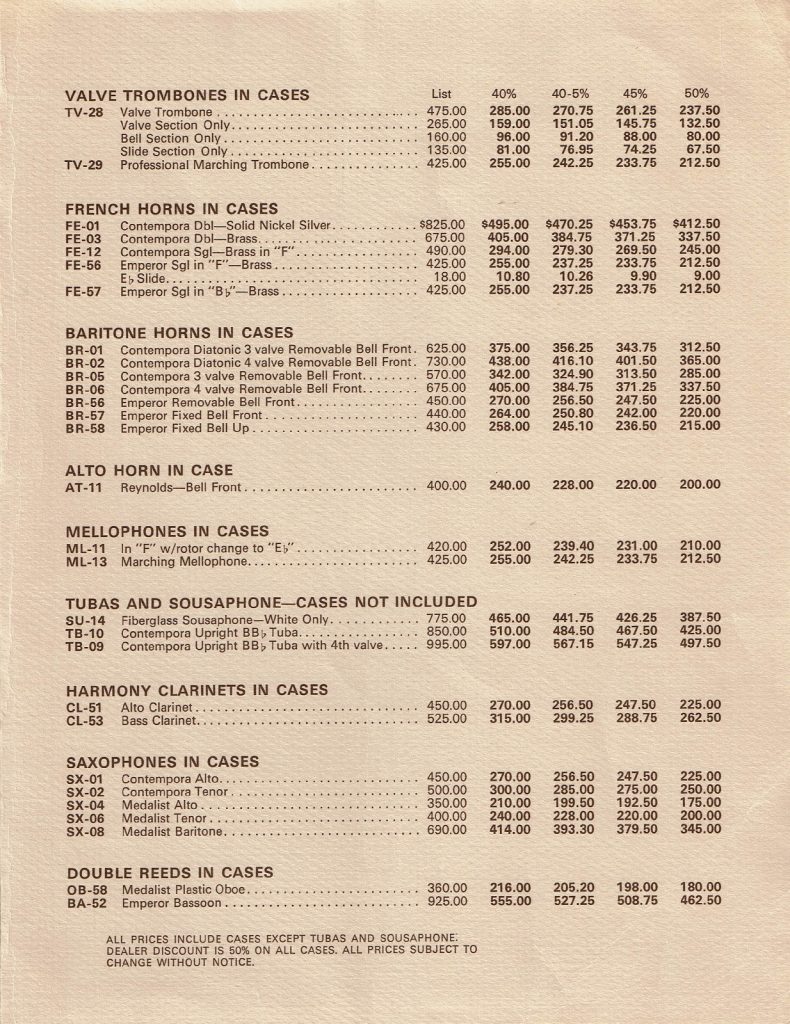 VALVE TROMBONES IN CASES List 40% 40-5% 45% 50%
TV-28 Valve Trombone 475.00 285.00 270.75 261.25 237.50
Valve Section Only 265.00 159.00 151.05 145.75 132.50
Bell Section Only 160.00 96.00 91.20 88.00 80.00
Slide Section Only 135.00 81.00 76.95 74.25 67.50
TV-29 Professional Marching Trombone 425.00 255.00 242.25 233.75 212.50
FRENCH HORNS IN CASES
FE-01 Contempora Dbl—Solid Nickel Silver $825.00 $495.00 $470.25 $453.75 $412.50
FE-03 Contempora Dbl—Brass 675.00 405.00 384.75 371.25 337.50
FE-12 Contempora Sgl—Brass in "F" 490.00 294.00 279.30 269.50 245.00
FE-56 Emperor Sgl in "F"—Brass 425.00 255.00 237.25 233.75 212.50
E♭ Slide 18.00 10.80 10.26 9.90 9.00
FE-57 Emperor Sgl in "B♭"—Brass 425.00 255.00 237.25 233.75 212.50
BARITONE HORNS IN CASES
BR-01 Contempora Diatonic 3 valve Removable Bell Front. 625.00 375.00 356.25 343.75 312.50
BR-02 Contempora Diatonic 4 valve Removable Bell Front. 730.00 438.00 416.10 401.50 365.00
BR-05 Contempora 3 valve Removable Bell Front 570.00 342.00 324.90 313.50 285.00
BR-06 Contempora 4 valve Removable Bell Front 675.00 405.00 384.75 371.25 337.50
BR-56 Emperor Removable Bell Front 450.00 270.00 256.50 247.50 225.00
BR-57 Emperor Fixed Bell Front 440.00 264.00 250.80 242.00 220.00
BR-58 Emperor Fixed Bell Up 430.00 258.00 245.10 236.50 215.00
ALTO HORN IN CASE
AT-11 Reynolds—Bell Front 400.00 240.00 228.00 220.00 200.00
MELLOPHONES IN CASES
ML-11 In "F" w/rotor change to "E♭" 420.00 252.00 239.40 231.00 210.00
ML-13 Marching Mellophone 425.00 255.00 242.25 233.75 212.50
TUBAS AND SOUSAPHONE—CASES NOT INCLUDED
SU-14 Fiberglass Sousaphone—White Only 775.00 465.00 441.75 426.25 387.50
TB-10 Contempora Upright BB♭ Tuba 850.00 510.00 484.50 467.50 425.00
TB-09 Contempora Upright BB♭ Tuba with 4th valve 995.00 597.00 567.15 547.25 497.50
HARMONY CLARINETS IN CASES
CL-51 Alto Clarinet 450.00 270.00 256.50 247.50 225.00
CL-53 Bass Clarinet 525.00 315.00 299.25 288.75 262.50
SAXOPHONES IN CASES
SX-01 Contempora Alto 450.00 270.00 256.50 247.50 225.00
SX-02 Contempora Tenor 500.00 300.00 285.00 275.00 250.00
SX-04 Medalist Alto 350.00 210.00 199.50 192.50 175.00
SX-06 Medalist Tenor 400.00 240.00 228.00 220.00 200.00
SX-08 Medalist Baritone 690.00 414.00 393.30 379.50 345.00
DOUBLE REEDS IN CASES
OB-58 Medalist Plastic Oboe 360.00 216.00 205.20 198.00 180.00
BA-52 Emperor Bassoon 925.00 555.00 527.25 508.75 462.50
ALL PRICES INCLUDE CASES EXCEPT TUBAS AND SOUSAPHONE.
DEALER DISCOUNT IS 50% ON ALL CASES. ALL PRICES SUBJECT TO
CHANGE WITHOUT NOTICE.